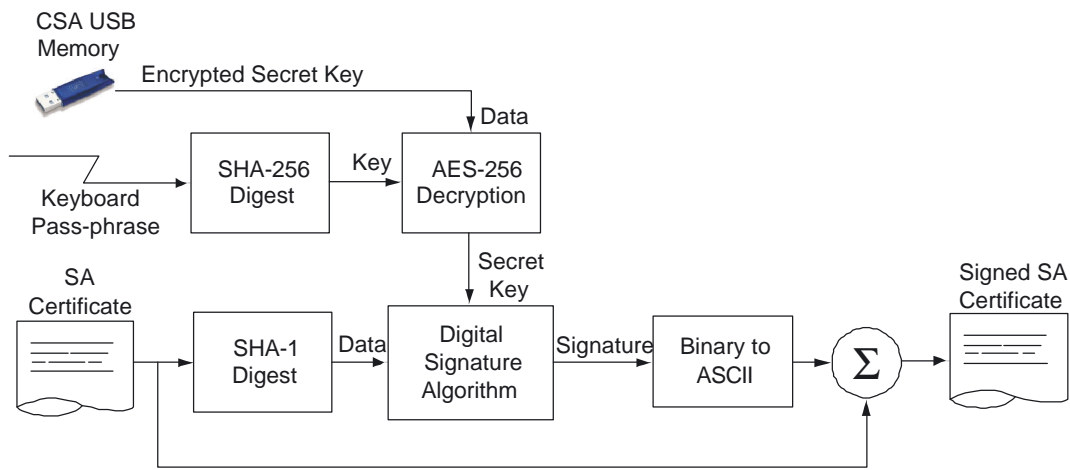 CSA USB
Memory
Encrypted Secret Key
Data
SHA-256
Digest
Key
AES-256
Decryption
Keyboard
Pass-phrase
Secret
Key
SA
Certificate
SHA-1
Digest
Data
Digital
Signature
Algorithm
Signature
Binary to
ASCII
Σ
Signed SA
Certificate